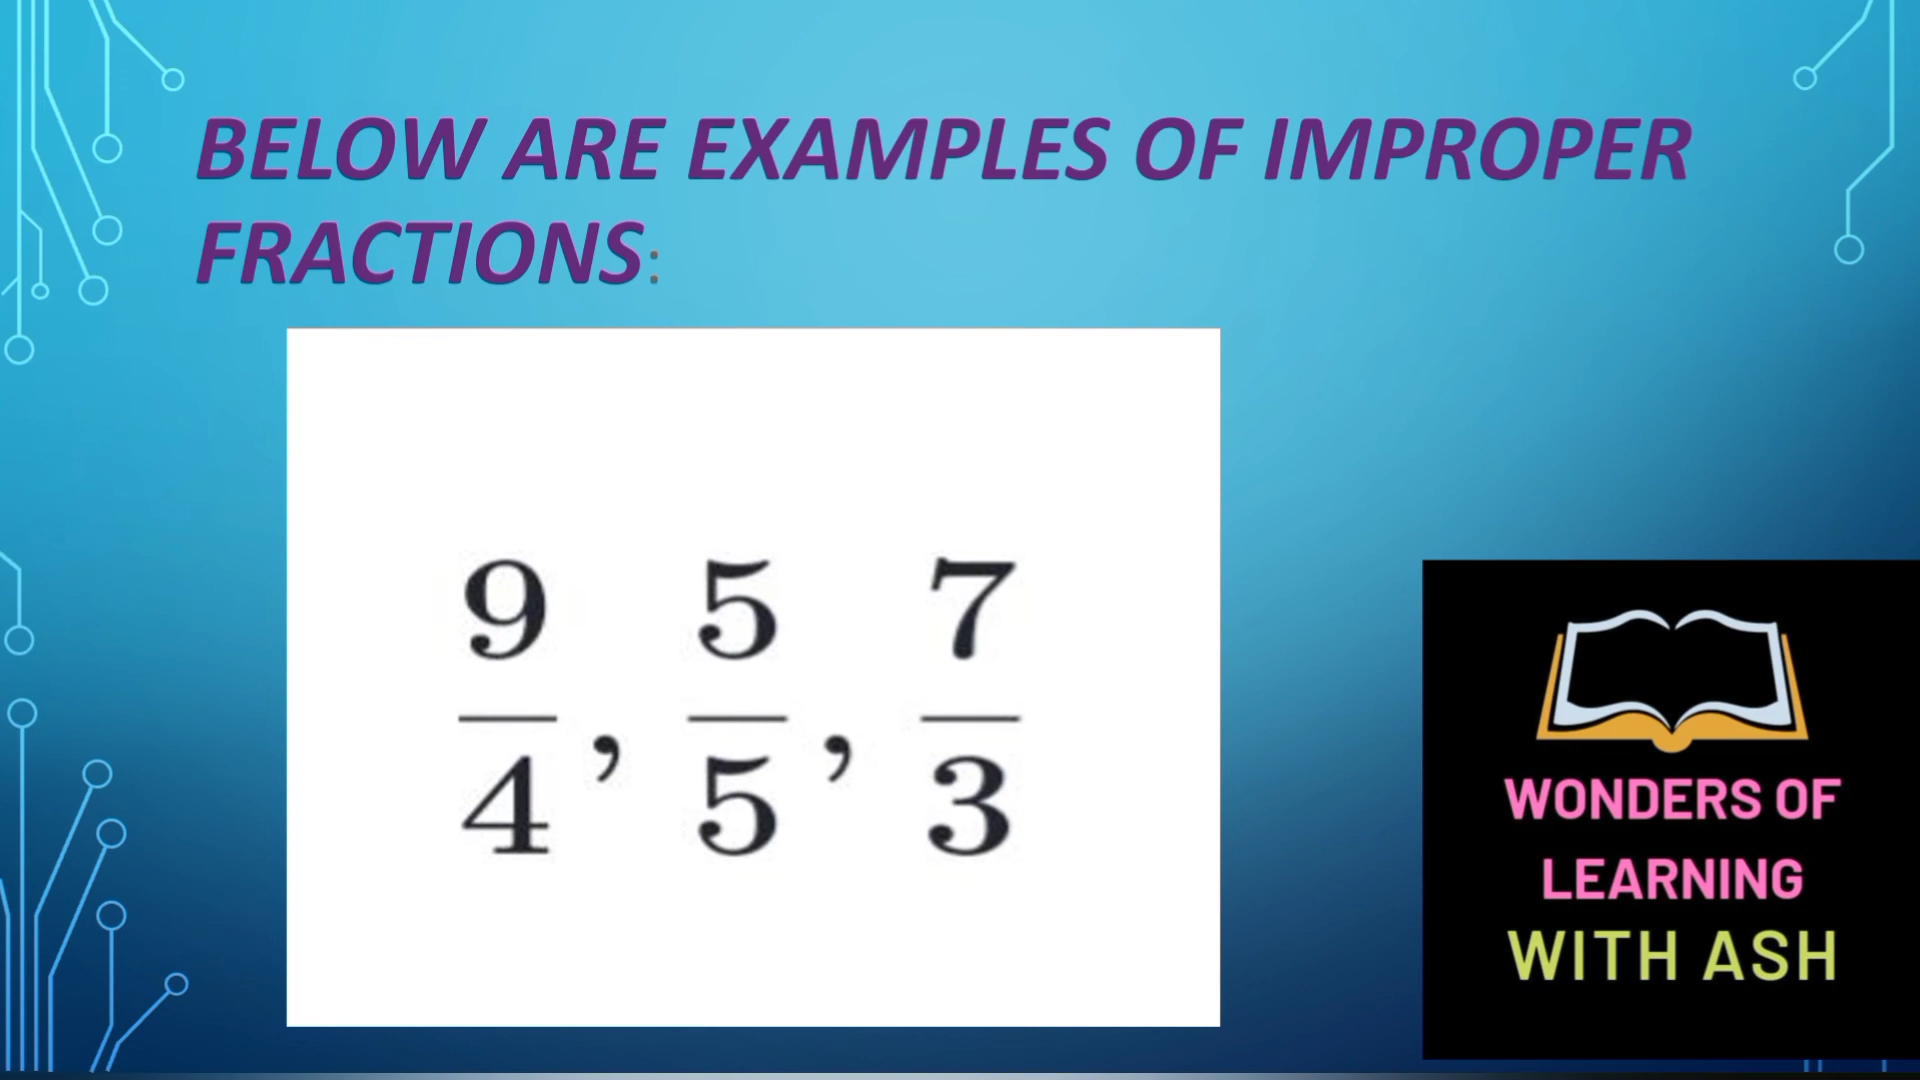 BELOW ARE EXAMPLES OF IMPROPER
FRACTIONS:
9/4, 5/5, 7/3
WONDERS OF
LEARNING
WITH ASH